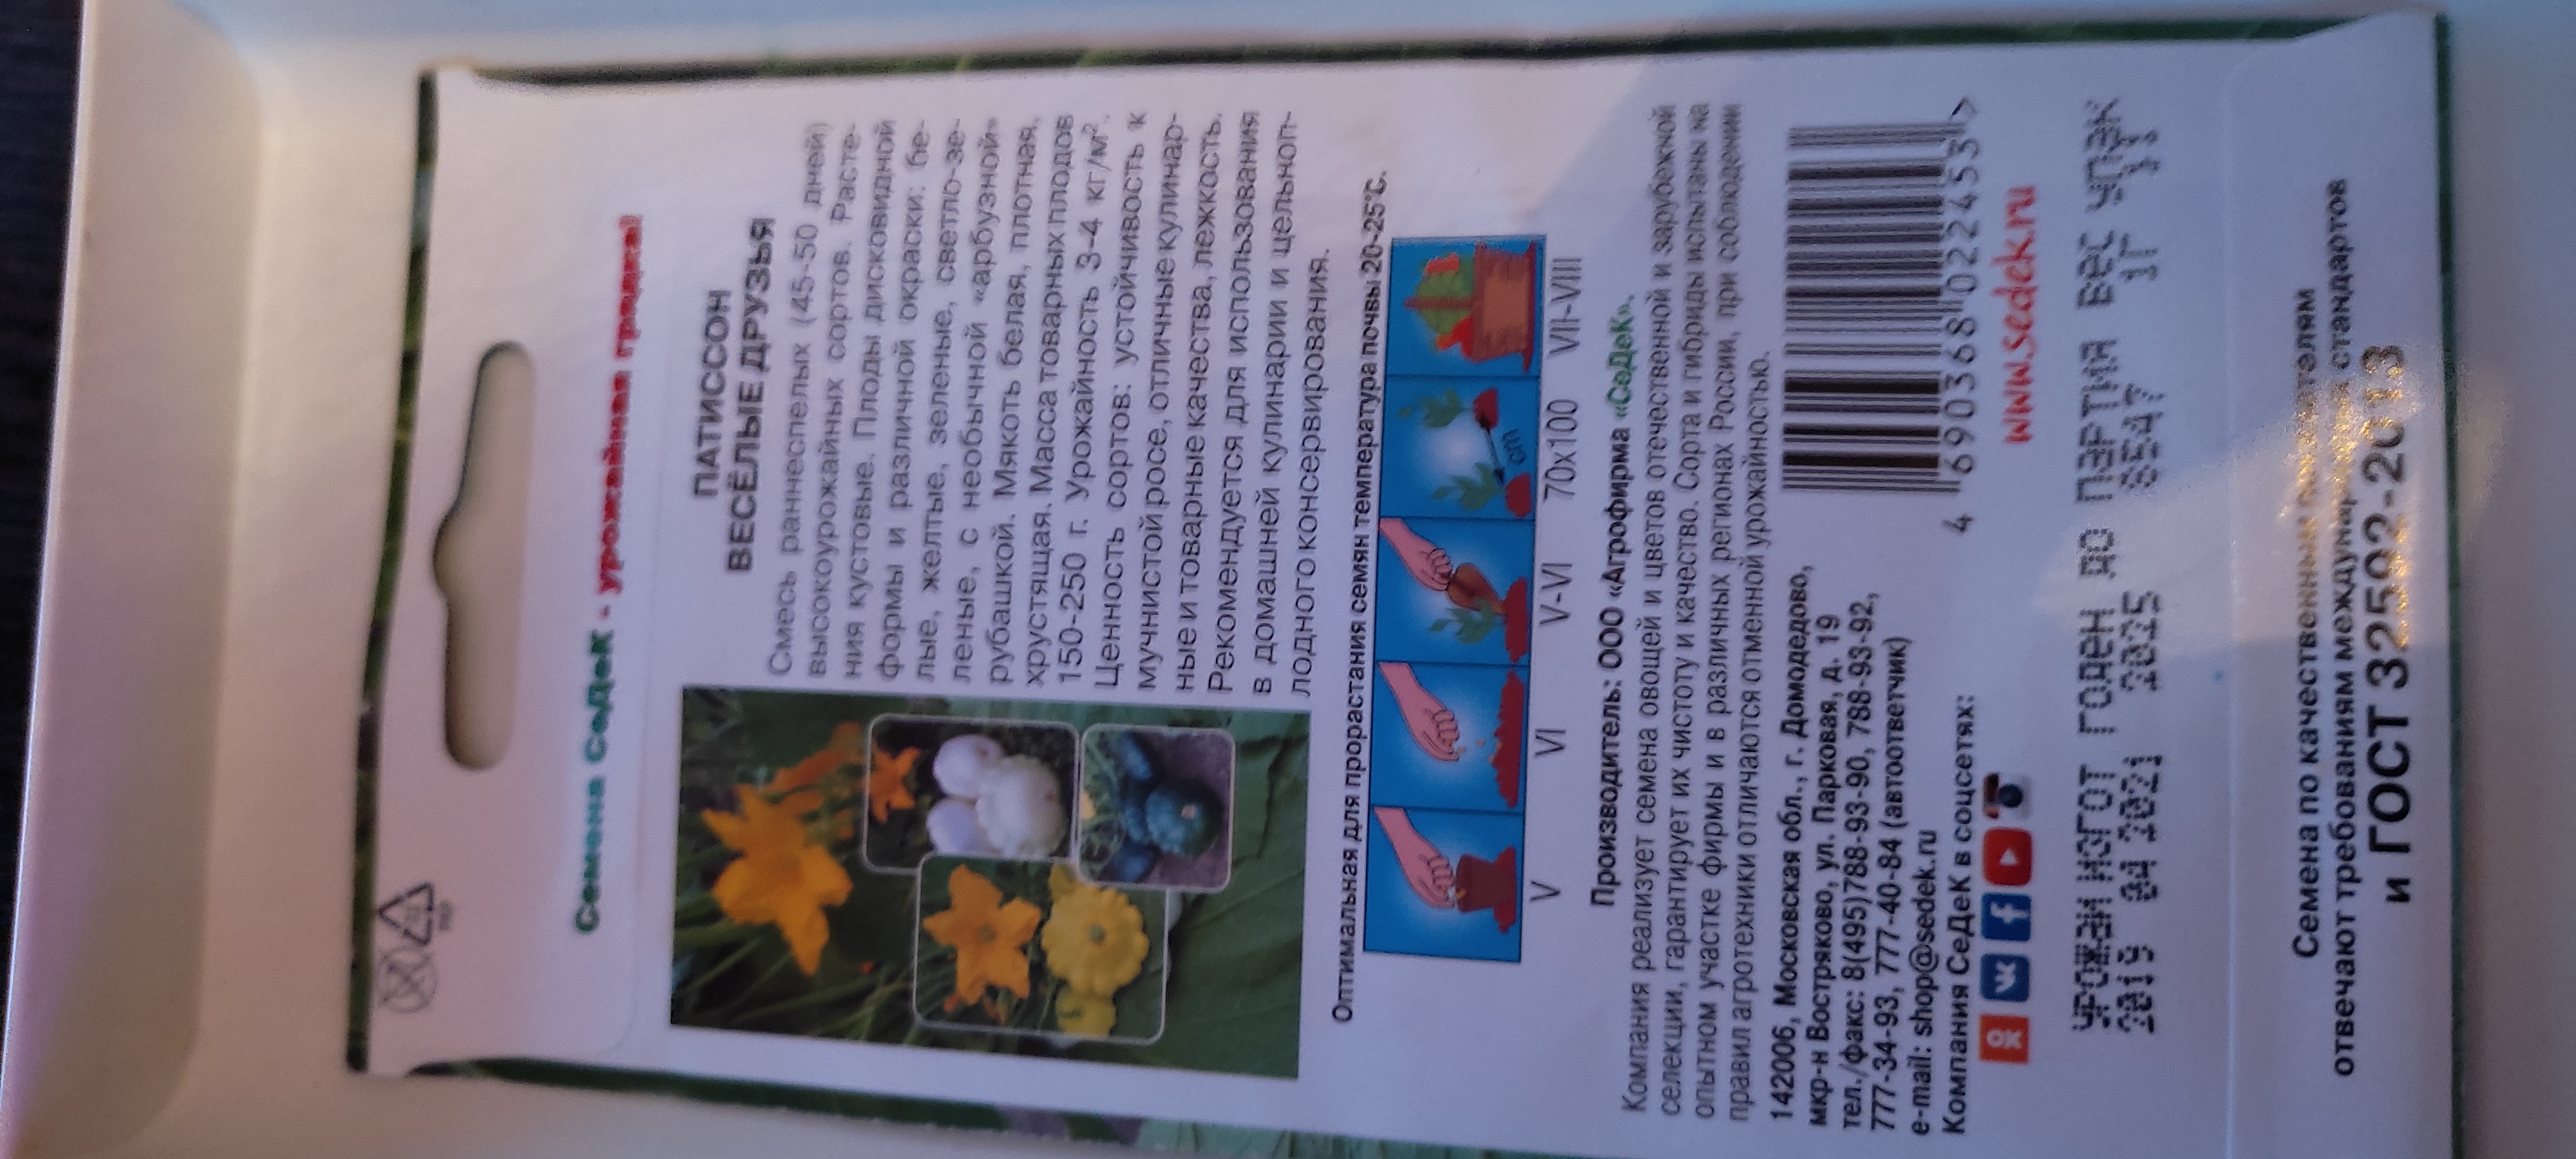 Семена СеДеК - урожайная грядка!
ПАТИССОН
ВЕСЁЛЫЕ ДРУЗЬЯ
Смесь раннеспелых (45-50 дней)
высокоурожайных сортов. Расте-
ния кустовые. Плоды дисковидной
формы и различной окраски: бе-
лые, желтые, зеленые, светло-зе-
леные, с необычной «арбузной»
рубашкой. Мякоть белая, плотная,
хрустящая. Масса товарных плодов
150-250 г. Урожайность 3-4 кг/м².
Ценность сортов: устойчивость к
мучнистой росе, отличные кулинар-
ные и товарные качества, лежкость.
Рекомендуется для использования
в домашней кулинарии и цельноп-
лодного консервирования.
Оптимальная для прорастания семян температура почвы 20-25°С.
cm
V VI V-VI 70x100 VII-VIII
Производитель: ООО «Агрофирма «СеДеК».
Компания реализует семена овощей и цветов отечественной и зарубежной
селекции, гарантирует их чистоту и качество. Сорта и гибриды испытаны на
опытном участке фирмы и в различных регионах России, при соблюдении
правил агротехники отличаются отменной урожайностью.
142006, Московская обл., г. Домодедово,
мкр-н Востряково, ул. Парковая, д. 19
тел./факс: 8(495)788-93-90, 788-93-92,
777-34-93, 777-40-84 (автоответчик)
e-mail: shop@sedek.ru
Компания СеДеК в соцсетях:
4 690368 022453 >
www.sedek.ru
УРОЖАЙ ИЗГОТ ГОДЕН ДО ПАРТИЯ ВЕС УПАК
2019 04 2021 2025 1Г
Семена по качественным
отвечают требованиям стандартов
и ГОСТ 32592-2013